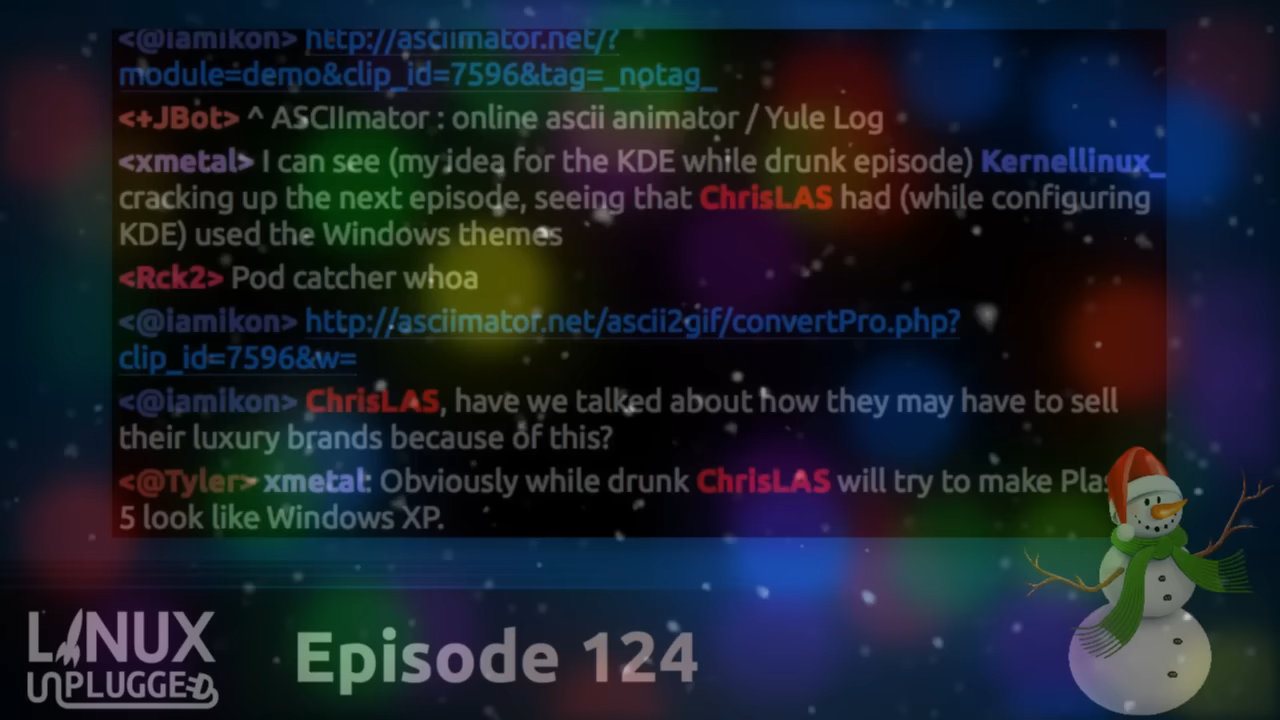 <@iamikon> http://asciimator.net/?
module=demo&clip_id=7596&tag=_notag_
<+JBot> ^ ASCIImator : online ascii animator / Yule Log
<xmetal> I can see (my idea for the KDE while drunk episode) Kernellinux_
cracking up the next episode, seeing that ChrisLAS had (while configuring
KDE) used the Windows themes
<Rck2> Pod catcher whoa
<@iamikon> http://asciimator.net/ascii2gif/convertPro.php?
clip_id=7596&w=
<@iamikon> ChrisLAS, have we talked about how they may have to sell
their luxury brands because of this?
<@Tyler> xmetal: Obviously while drunk ChrisLAS will try to make Plas
5 look like Windows XP.
LINUX
UNPLUGGED
Episode 124